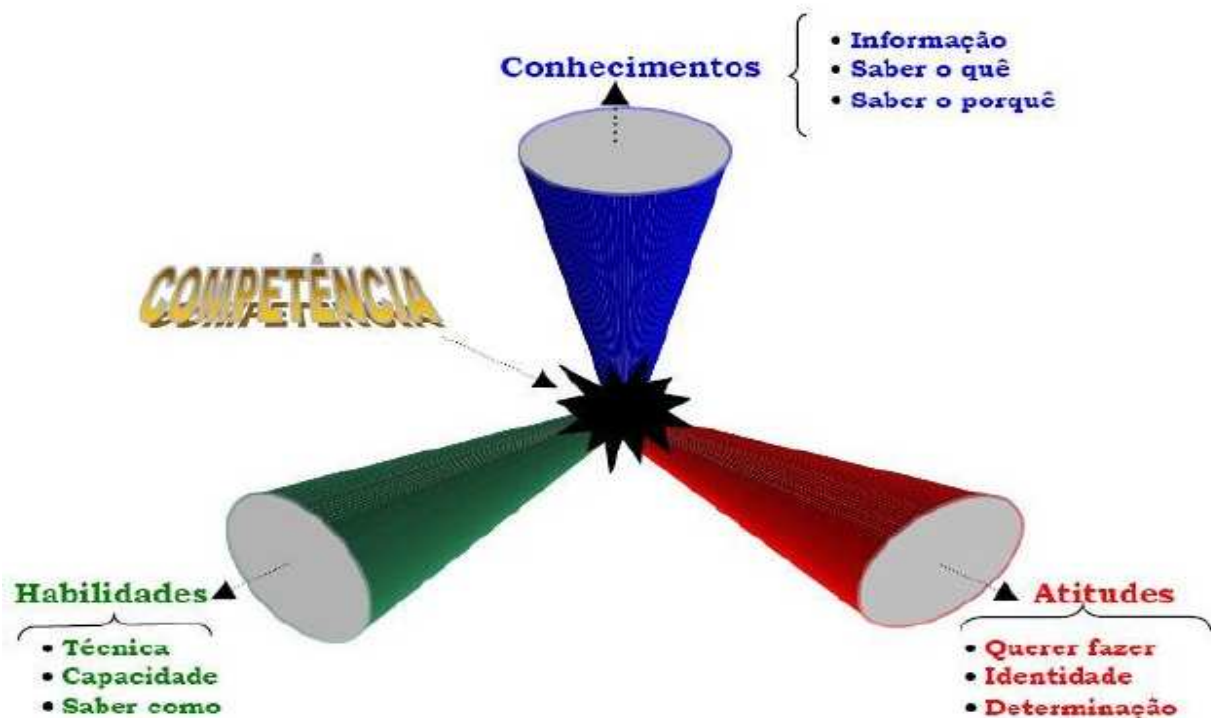 Conhecimentos
• Informação
• Saber o quê
• Saber o porquê
COMPETÊNCIA
Habilidades
• Técnica
• Capacidade
• Saber como
Atitudes
• Querer fazer
• Identidade
• Determinação